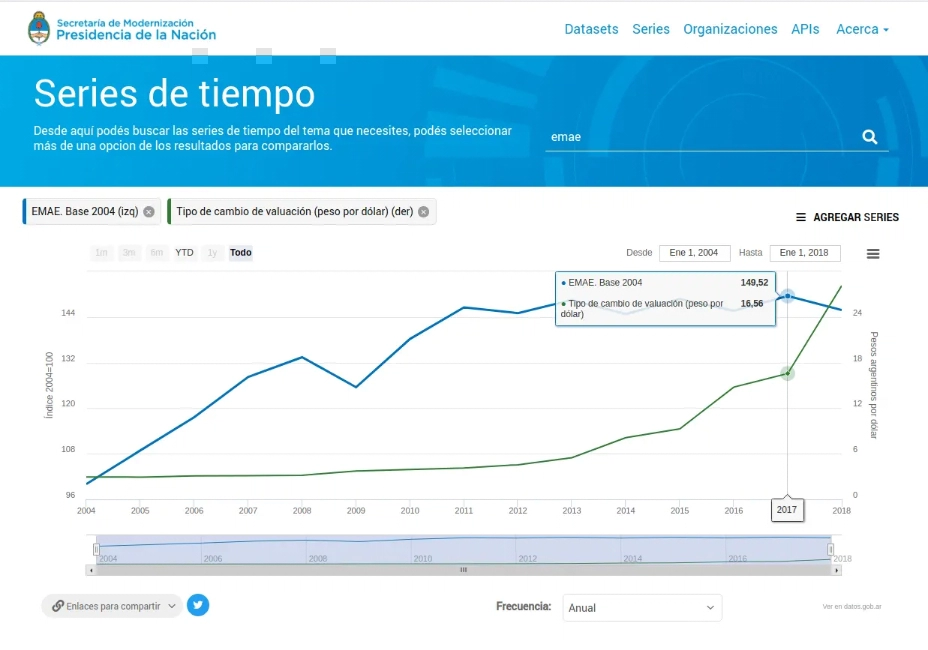 Secretaría de Modernización
Presidencia de la Nación
Datasets Series Organizaciones APIs Acerca
Series de tiempo
Desde aquí podés buscar las series de tiempo del tema que necesites, podés seleccionar
más de una opcion de los resultados para compararlos.
emae
EMAE. Base 2004 (izq)
Tipo de cambio de valuación (peso por dólar) (der)
AGREGAR SERIES
1m 3m 6m YTD 1y Todo
Desde Ene 1, 2004 Hasta Ene 1, 2018
EMAE. Base 2004 149,52
Tipo de cambio de valuación (peso por 16,56
dólar)
Índice 2004=100
144
132
120
108
96
24
18
12
6
0
Pesos argentinos por dólar
2004 2005 2006 2007 2008 2009 2010 2011 2012 2013 2014 2015 2016 2017 2018
2004 2006 2008 2010 2012 2014 2016 2018
Enlaces para compartir
Frecuencia: Anual
Ver en datos.gob.ar